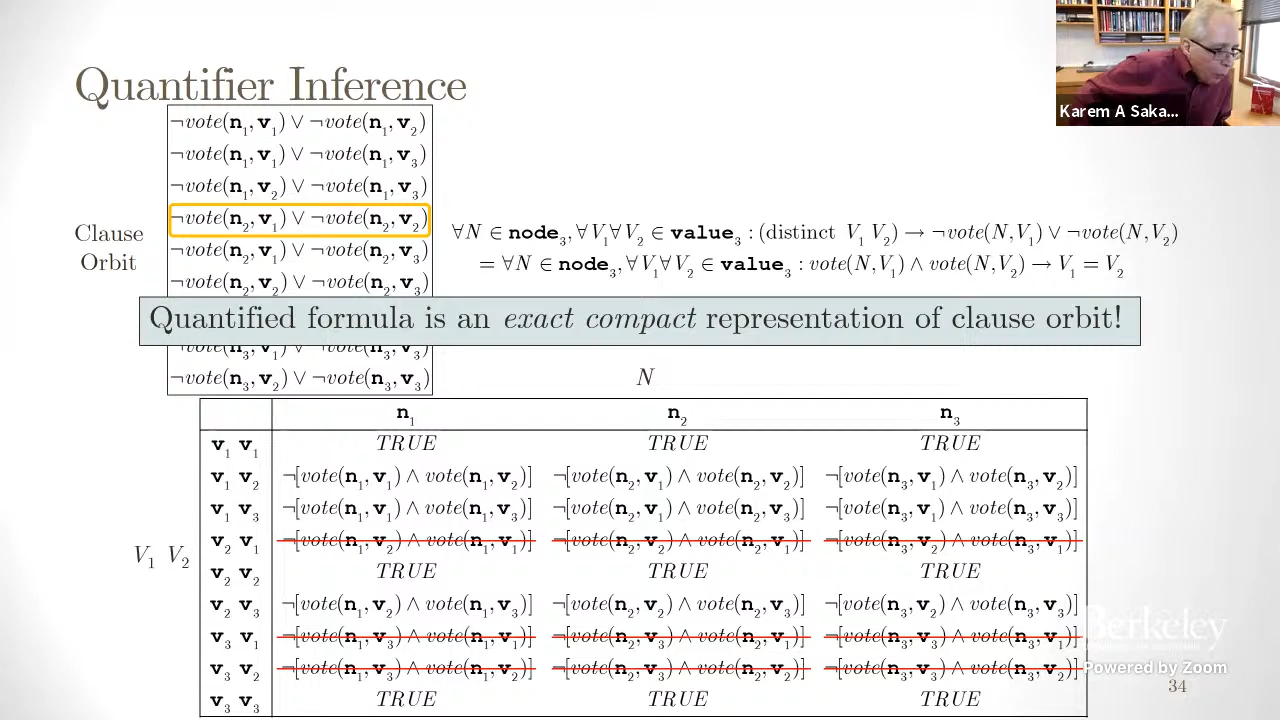 Quantifier Inference
Karem A Saka...
¬vote(n₁,v₁) ∨ ¬vote(n₁,v₂)
¬vote(n₁,v₁) ∨ ¬vote(n₁,v₃)
¬vote(n₁,v₂) ∨ ¬vote(n₁,v₃)
¬vote(n₂,v₁) ∨ ¬vote(n₂,v₂)
¬vote(n₂,v₁) ∨ ¬vote(n₂,v₃)
¬vote(n₂,v₂) ∨ ¬vote(n₂,v₃)
Clause
Orbit
∀N ∈ node₃, ∀V₁∀V₂ ∈ value₃ : (distinct V₁ V₂) → ¬vote(N,V₁) ∨ ¬vote(N,V₂)
= ∀N ∈ node₃, ∀V₁∀V₂ ∈ value₃ : vote(N,V₁) ∧ vote(N,V₂) → V₁ = V₂
Quantified formula is an exact compact representation of clause orbit!
¬vote(n₃,v₁) ∨ ¬vote(n₃,v₃)
¬vote(n₃,v₂) ∨ ¬vote(n₃,v₃)
N
n₁ n₂ n₃
v₁ v₁ TRUE TRUE TRUE
v₁ v₂ ¬[vote(n₁,v₁) ∧ vote(n₁,v₂)] ¬[vote(n₂,v₁) ∧ vote(n₂,v₂)] ¬[vote(n₃,v₁) ∧ vote(n₃,v₂)]
v₁ v₃ ¬[vote(n₁,v₁) ∧ vote(n₁,v₃)] ¬[vote(n₂,v₁) ∧ vote(n₂,v₃)] ¬[vote(n₃,v₁) ∧ vote(n₃,v₃)]
v₂ v₁ ¬[vote(n₁,v₂) ∧ vote(n₁,v₁)] ¬[vote(n₂,v₂) ∧ vote(n₂,v₁)] ¬[vote(n₃,v₂) ∧ vote(n₃,v₁)]
V₁ V₂
v₂ v₂ TRUE TRUE TRUE
v₂ v₃ ¬[vote(n₁,v₂) ∧ vote(n₁,v₃)] ¬[vote(n₂,v₂) ∧ vote(n₂,v₃)] ¬[vote(n₃,v₂) ∧ vote(n₃,v₃)]
v₃ v₁ ¬[vote(n₁,v₃) ∧ vote(n₁,v₁)] ¬[vote(n₂,v₃) ∧ vote(n₂,v₁)] ¬[vote(n₃,v₃) ∧ vote(n₃,v₁)]
v₃ v₂ ¬[vote(n₁,v₃) ∧ vote(n₁,v₂)] ¬[vote(n₂,v₃) ∧ vote(n₂,v₂)] ¬[vote(n₃,v₃) ∧ vote(n₃,v₂)]
v₃ v₃ TRUE TRUE TRUE
Berkeley
Powered by Zoom
34